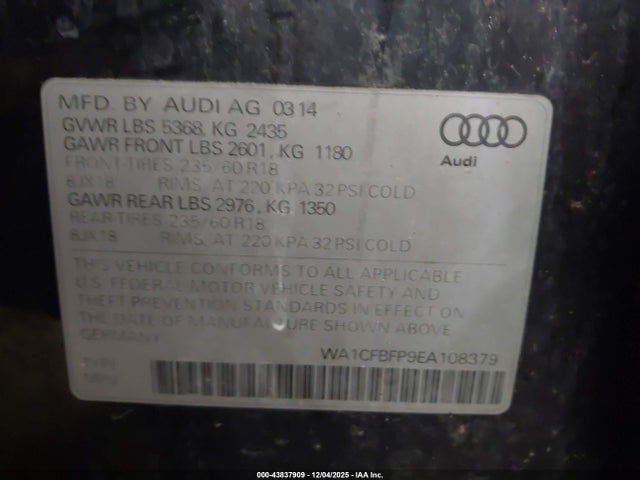 MFD. BY AUDI AG 0314
GVWR LBS 5368, KG 2435
GAWR FRONT LBS 2601, KG 1180
FRONT-TIRES 235/60 R18
8JX18 RIMS, AT 220 KPA 32 PSI COLD
GAWR REAR LBS 2976, KG 1350
REAR-TIRES 235/60 R18
8JX18 RIMS, AT 220 KPA 32 PSI COLD
Audi
THIS VEHICLE CONFORMS TO ALL APPLICABLE
U.S. FEDERAL MOTOR VEHICLE SAFETY AND
THEFT PREVENTION STANDARDS IN EFFECT ON
THE DATE OF MANUFACTURE SHOWN ABOVE
GERMANY
WA1CFBFP9EA108379
TYPE:
MPV
000-43837909 - 12/04/2025 - IAA Inc.